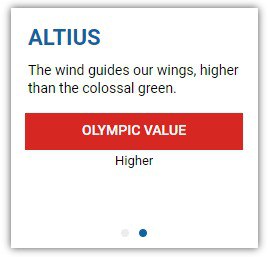 ALTIUS
The wind guides our wings, higher
than the colossal green.
OLYMPIC VALUE
Higher